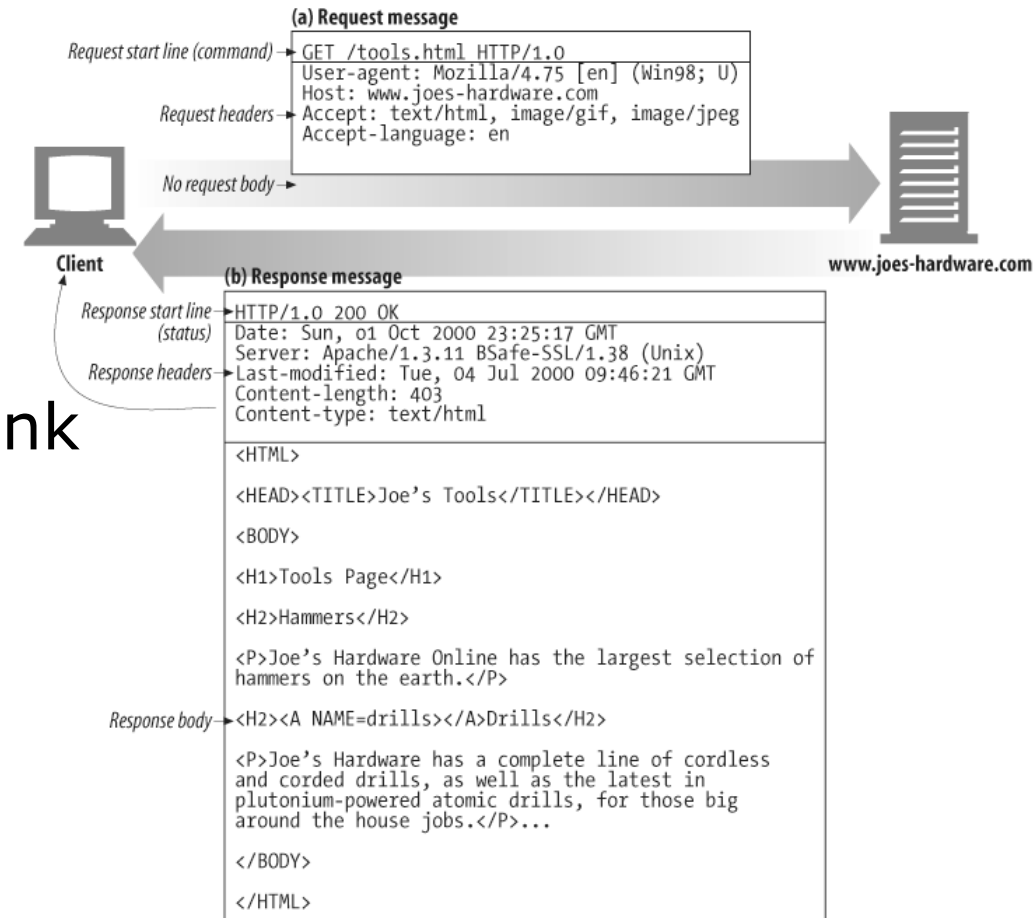 (a) Request message
Request start line (command)
GET /tools.html HTTP/1.0
User-agent: Mozilla/4.75 [en] (Win98; U)
Host: www.joes-hardware.com
Request headers
Accept: text/html, image/gif, image/jpeg
Accept-language: en
No request body
Client
www.joes-hardware.com
(b) Response message
Response start line
(status)
HTTP/1.0 200 OK
Date: Sun, o1 Oct 2000 23:25:17 GMT
Server: Apache/1.3.11 BSafe-SSL/1.38 (Unix)
Response headers
Last-modified: Tue, 04 Jul 2000 09:46:21 GMT
Content-length: 403
Content-type: text/html
nk
<HTML>
<HEAD><TITLE>Joe's Tools</TITLE></HEAD>
<BODY>
<H1>Tools Page</H1>
<H2>Hammers</H2>
<P>Joe's Hardware Online has the largest selection of
hammers on the earth.</P>
Response body
<H2><A NAME=drills></A>Drills</H2>
<P>Joe's Hardware has a complete line of cordless
and corded drills, as well as the latest in
plutonium-powered atomic drills, for those big
around the house jobs.</P>...
</BODY>
</HTML>